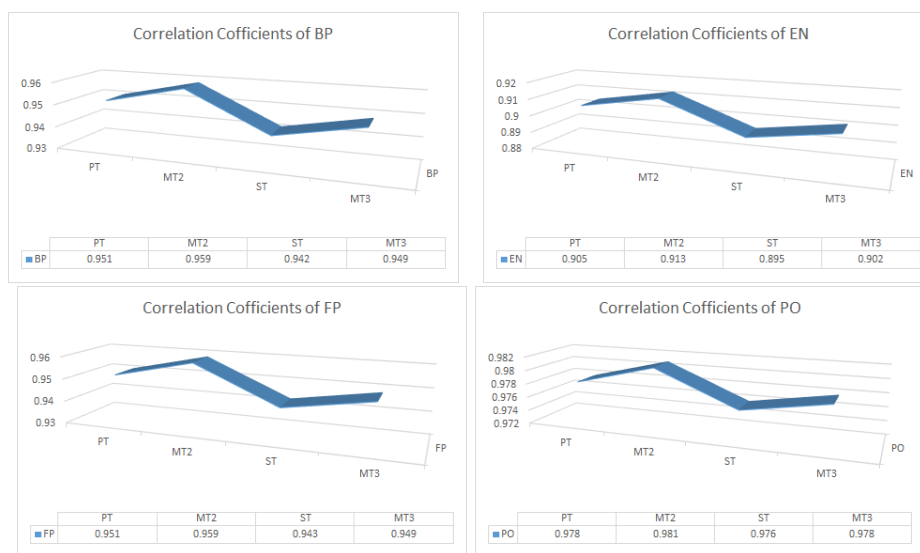 Correlation Cofficients of BP
0.96
0.95
0.94
0.93
PT
MT2
ST
MT3
BP
PT MT2 ST MT3
BP 0.951 0.959 0.942 0.949
Correlation Cofficients of EN
0.92
0.91
0.9
0.89
0.88
PT
MT2
ST
MT3
EN
PT MT2 ST MT3
EN 0.905 0.913 0.895 0.902
Correlation Cofficients of FP
0.96
0.95
0.94
0.93
PT
MT2
ST
MT3
FP
PT MT2 ST MT3
FP 0.951 0.959 0.943 0.949
Correlation Cofficients of PO
0.982
0.98
0.978
0.976
0.974
0.972
PT
MT2
ST
MT3
PO
PT MT2 ST MT3
PO 0.978 0.981 0.976 0.978